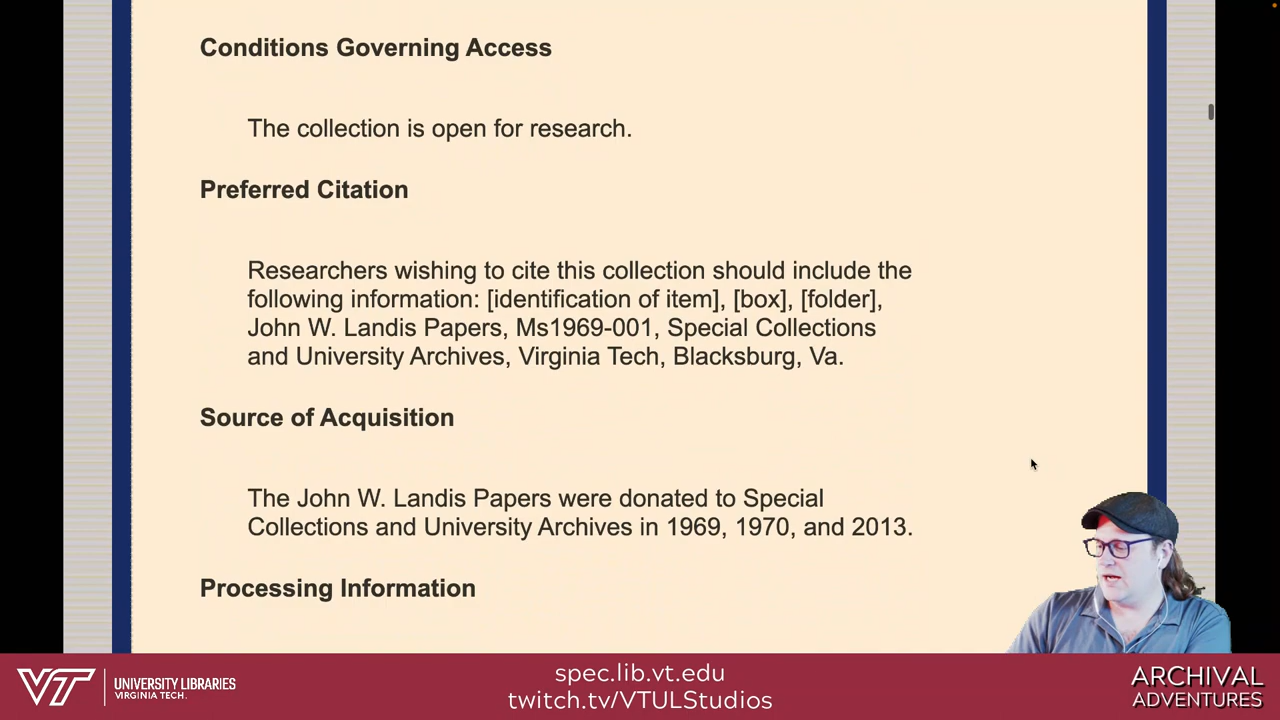 Conditions Governing Access
The collection is open for research.
Preferred Citation
Researchers wishing to cite this collection should include the
following information: [identification of item], [box], [folder],
John W. Landis Papers, Ms1969-001, Special Collections
and University Archives, Virginia Tech, Blacksburg, Va.
Source of Acquisition
The John W. Landis Papers were donated to Special
Collections and University Archives in 1969, 1970, and 2013.
Processing Information
VT UNIVERSITY LIBRARIES
VIRGINIA TECH.
spec.lib.vt.edu
twitch.tv/VTULStudios
ARCHIVAL
ADVENTURES